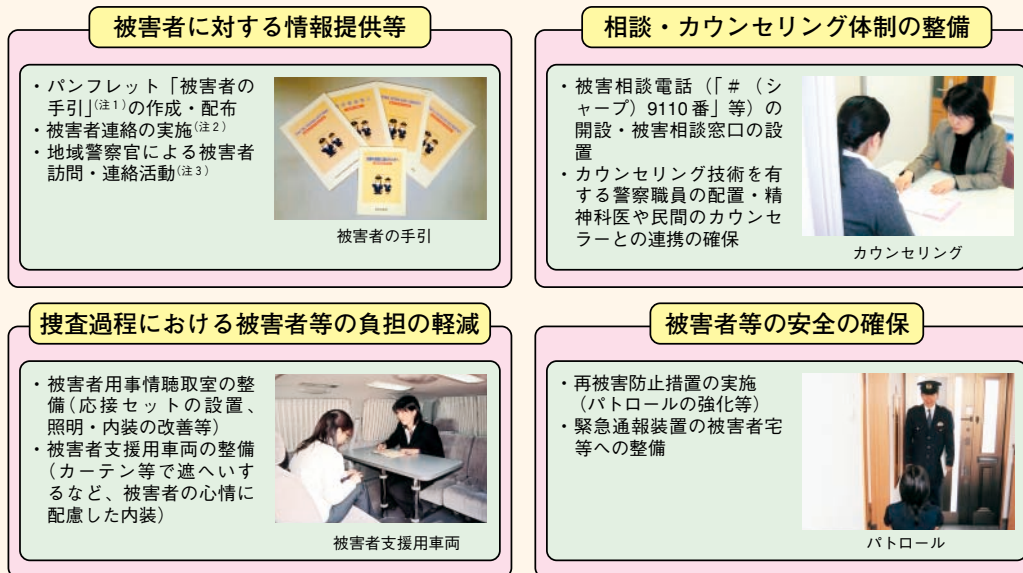 被害者に対する情報提供等
・パンフレット「被害者の
手引」(注1)の作成・配布
・被害者連絡の実施(注2)
・地域警察官による被害者
訪問・連絡活動(注3)
被害者の手引
相談・カウンセリング体制の整備
・被害相談電話（「＃（シ
ャープ）9110番」等）の
開設・被害相談窓口の設
置
・カウンセリング技術を有
する警察職員の配置・精
神科医や民間のカウンセ
ラーとの連携の確保
カウンセリング
捜査過程における被害者等の負担の軽減
・被害者用事情聴取室の整
備（応接セットの設置、
照明・内装の改善等）
・被害者支援用車両の整備
（カーテン等で遮へいす
るなど、被害者の心情に
配慮した内装）
被害者支援用車両
被害者等の安全の確保
・再被害防止措置の実施
（パトロールの強化等）
・緊急通報装置の被害者宅
等への整備
パトロール